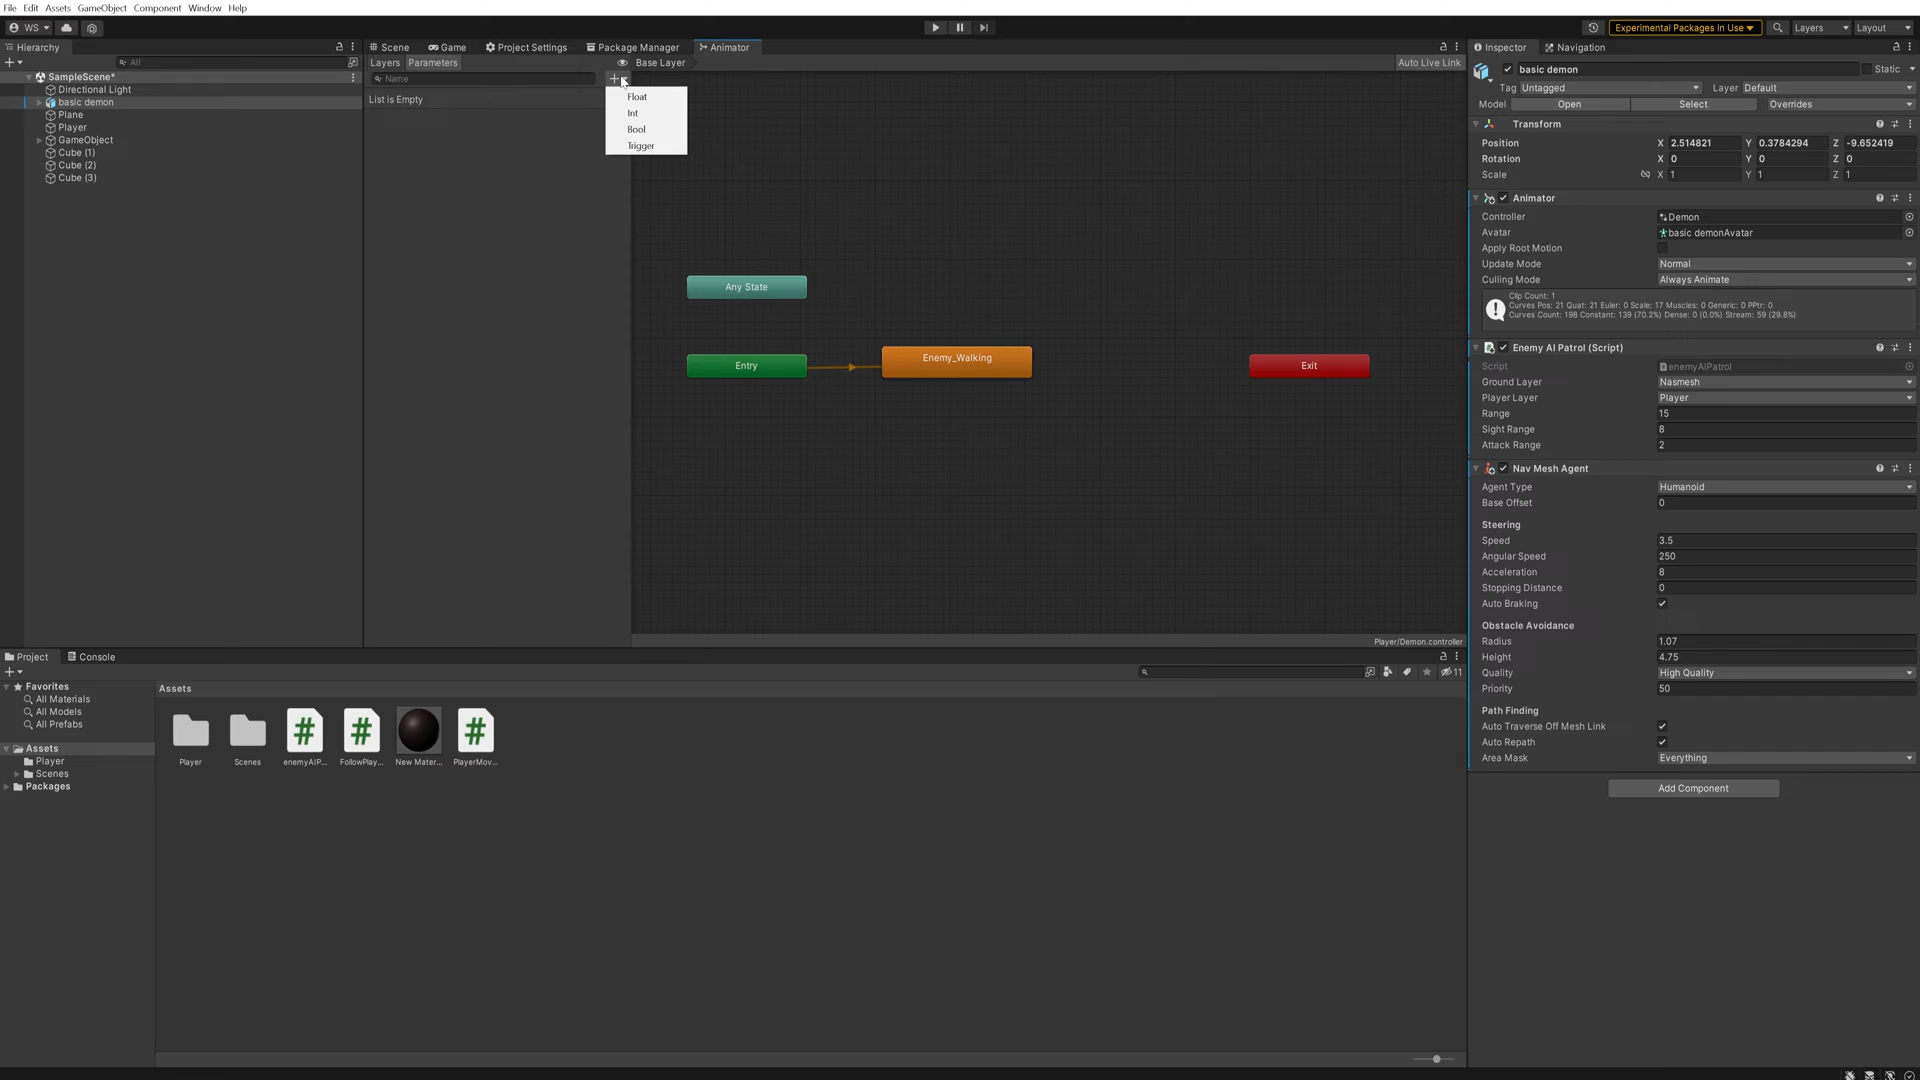 File Edit Assets GameObject Component Window Help
WS Experimental Packages In Use Layers Layout
Hierarchy
All
SampleScene*
Directional Light
basic demon
Plane
Player
GameObject
Cube (1)
Cube (2)
Cube (3)
Scene Game Project Settings Package Manager Animator
Layers Parameters Base Layer Auto Live Link
Name
List is Empty
Float
Int
Bool
Trigger
Any State
Entry
Enemy_Walking
Exit
Player/Demon.controller
Inspector Navigation
basic demon Static
Tag Untagged Layer Default
Model Open Select Overrides
Transform
Position X 2.514821 Y 0.3784294 Z -9.652419
Rotation X 0 Y 0 Z 0
Scale X 1 Y 1 Z 1
Animator
Controller Demon
Avatar basic demonAvatar
Apply Root Motion
Update Mode Normal
Culling Mode Always Animate
Clip Count: 1
Curves Pos: 21 Quat: 21 Euler: 0 Scale: 17 Muscles: 0 Generic: 0 PPtr: 0
Curves Count: 198 Constant: 139 (70.2%) Dense: 0 (0.0%) Stream: 59 (29.8%)
Enemy AI Patrol (Script)
Script enemyAIPatrol
Ground Layer Nasmesh
Player Layer Player
Range 15
Sight Range 8
Attack Range 2
Nav Mesh Agent
Agent Type Humanoid
Base Offset 0
Steering
Speed 3.5
Angular Speed 250
Acceleration 8
Stopping Distance 0
Auto Braking
Obstacle Avoidance
Radius 1.07
Height 4.75
Quality High Quality
Priority 50
Path Finding
Auto Traverse Off Mesh Link
Auto Repath
Area Mask Everything
Add Component
Project Console
11
Favorites
All Materials
All Models
All Prefabs
Assets
Player
Scenes
Packages
Assets
Player Scenes enemyAIP... FollowPlay... New Mater... PlayerMov...